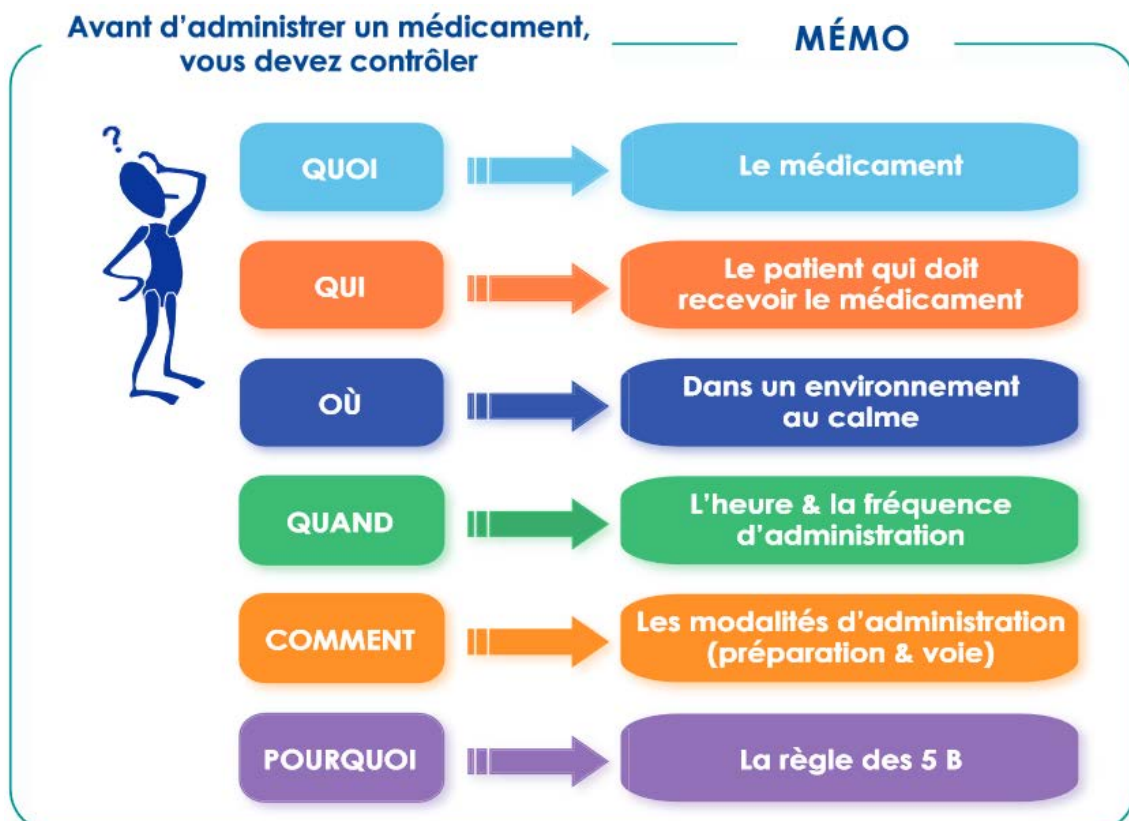 Avant d’administrer un médicament,
vous devez contrôler
MÉMO
?
QUOI
Le médicament
QUI
Le patient qui doit
recevoir le médicament
OÙ
Dans un environnement
au calme
QUAND
L’heure & la fréquence
d’administration
COMMENT
Les modalités d’administration
(préparation & voie)
POURQUOI
La règle des 5 B